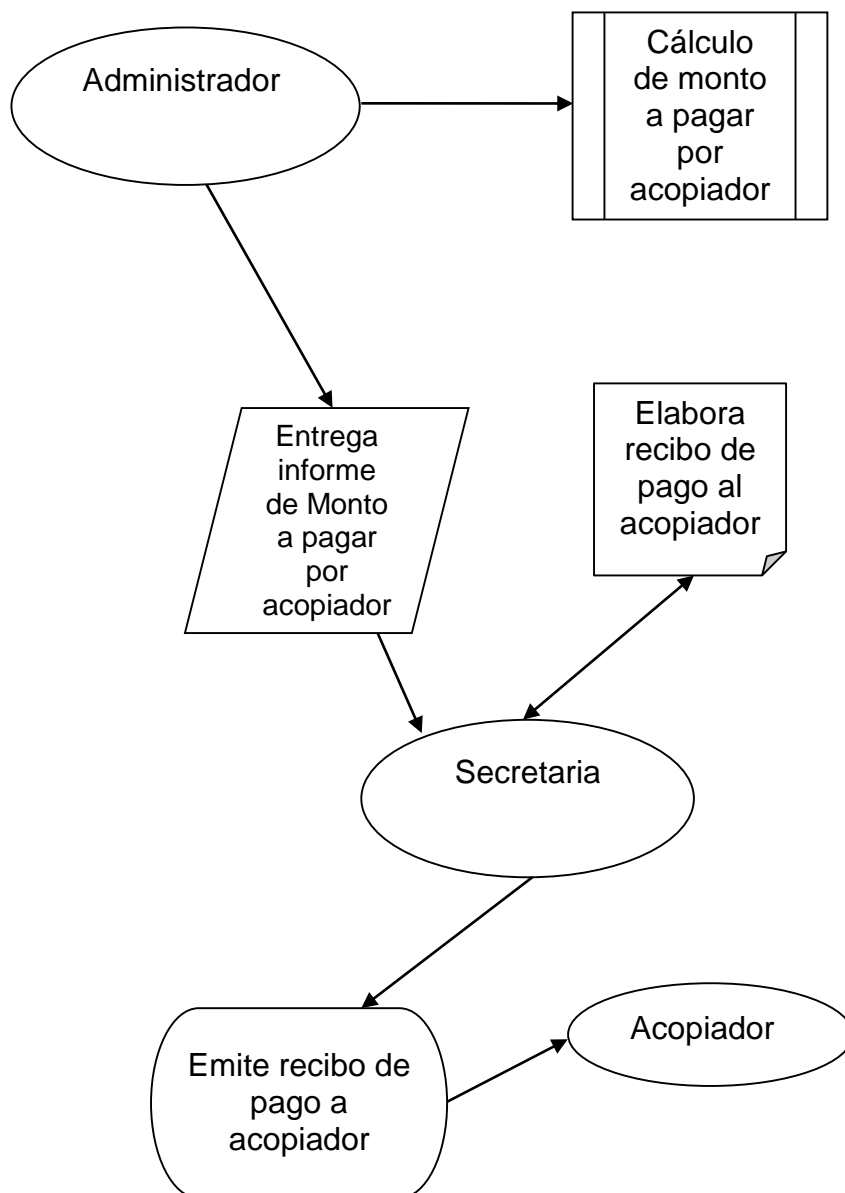 Administrador
Cálculo
de monto
a pagar
por
acopiador
Entrega
informe
de Monto
a pagar
por
acopiador
Elabora
recibo de
pago al
acopiador
Secretaria
Emite recibo de
pago a
acopiador
Acopiador